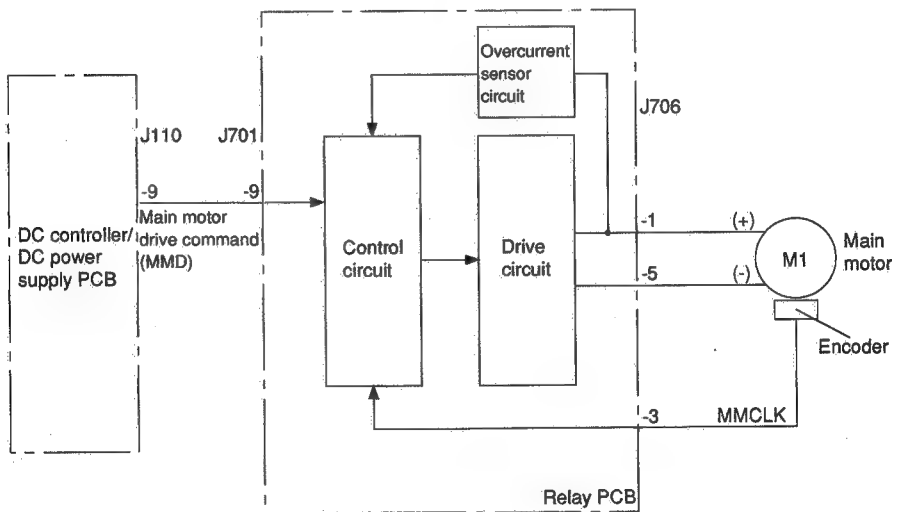 Overcurrent
sensor
circuit
J706
J110
J701
-9
-9
Main motor
drive command
(MMD)
DC controller/
DC power
supply PCB
Control
circuit
Drive
circuit
-1
(+)
-5
(-)
M1
Main
motor
Encoder
-3
MMCLK
Relay PCB